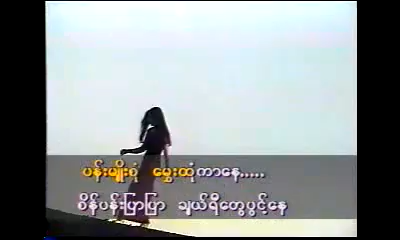 ပန်းမျိုးစုံ မွှေးထုံကာနေ.....
စိန်ပန်းပြာပြာ ချယ်ရီတွေပွင့်နေ